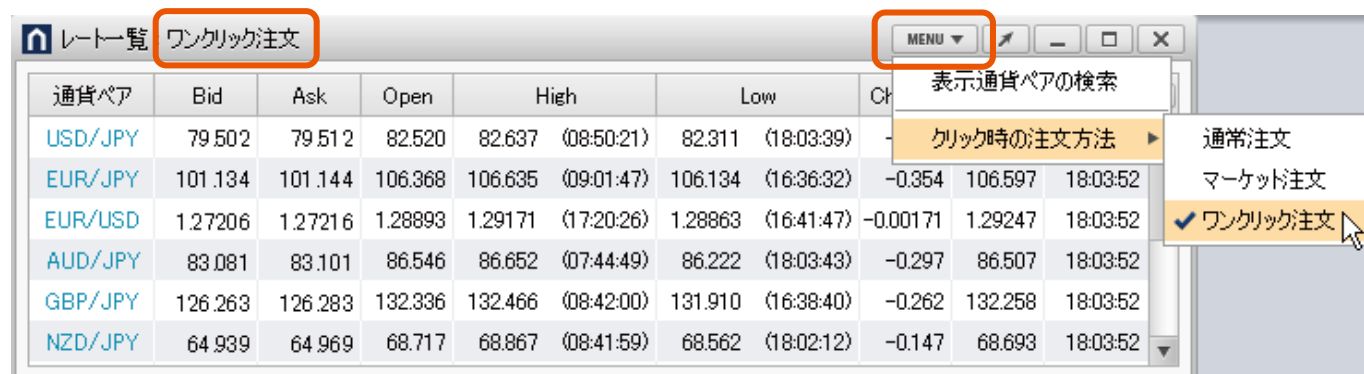 レート一覧 ワンクリック注文 MENU
表示通貨ペアの検索
通貨ペア Bid Ask Open High Low Ch
クリック時の注文方法 通常注文
USD/JPY 79.502 79.512 82.520 82.637 (08:50:21) 82.311 (18:03:39) -
マーケット注文
EUR/JPY 101.134 101.144 106.368 106.635 (09:01:47) 106.134 (16:36:32) -0.354 106.597 18:03:52
ワンクリック注文
EUR/USD 1.27206 1.27216 1.28893 1.29171 (17:20:26) 1.28863 (16:41:47) -0.00171 1.29247 18:03:52
AUD/JPY 83.081 83.101 86.546 86.652 (07:44:49) 86.222 (18:03:43) -0.297 86.507 18:03:52
GBP/JPY 126.263 126.283 132.336 132.466 (08:42:00) 131.910 (16:38:40) -0.262 132.258 18:03:52
NZD/JPY 64.939 64.969 68.717 68.867 (08:41:59) 68.562 (18:02:12) -0.147 68.693 18:03:52